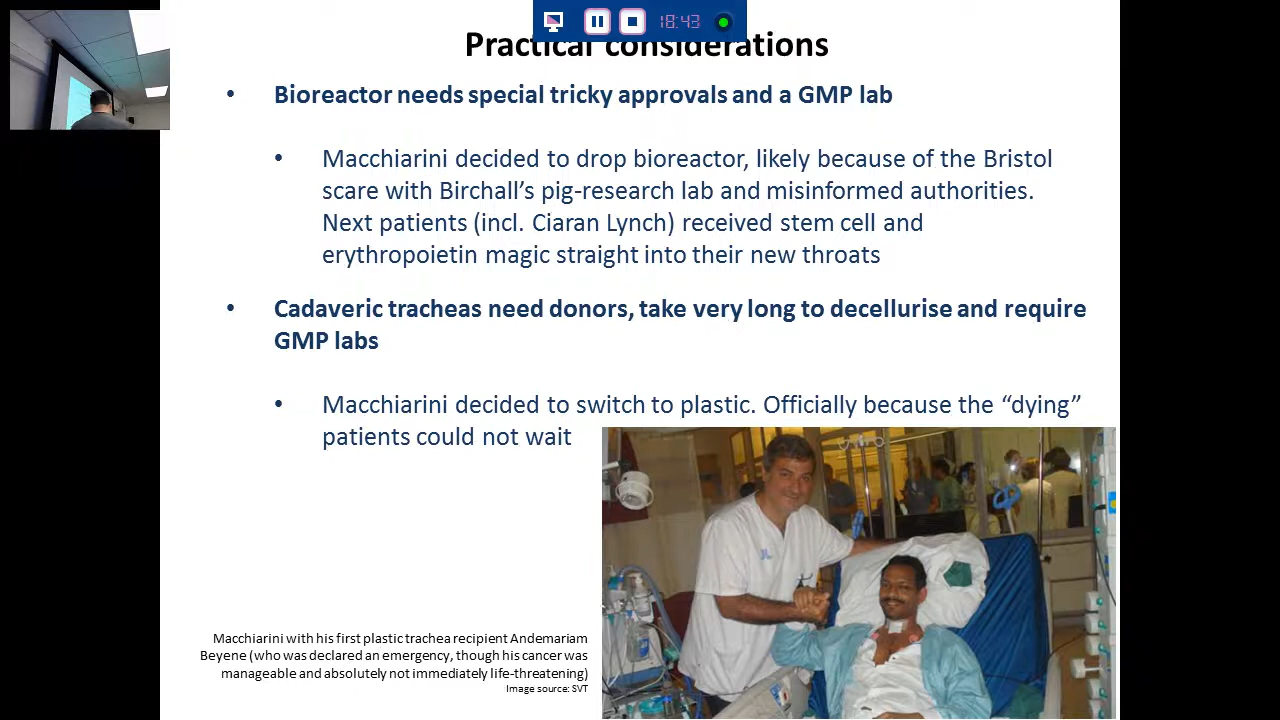 18:43
Practical considerations
• Bioreactor needs special tricky approvals and a GMP lab
• Macchiarini decided to drop bioreactor, likely because of the Bristol
scare with Birchall's pig-research lab and misinformed authorities.
Next patients (incl. Ciaran Lynch) received stem cell and
erythropoietin magic straight into their new throats
• Cadaveric tracheas need donors, take very long to decellurise and require
GMP labs
• Macchiarini decided to switch to plastic. Officially because the “dying”
patients could not wait
Macchiarini with his first plastic trachea recipient Andemariam
Beyene (who was declared an emergency, though his cancer was
manageable and absolutely not immediately life-threatening)
Image source: SVT